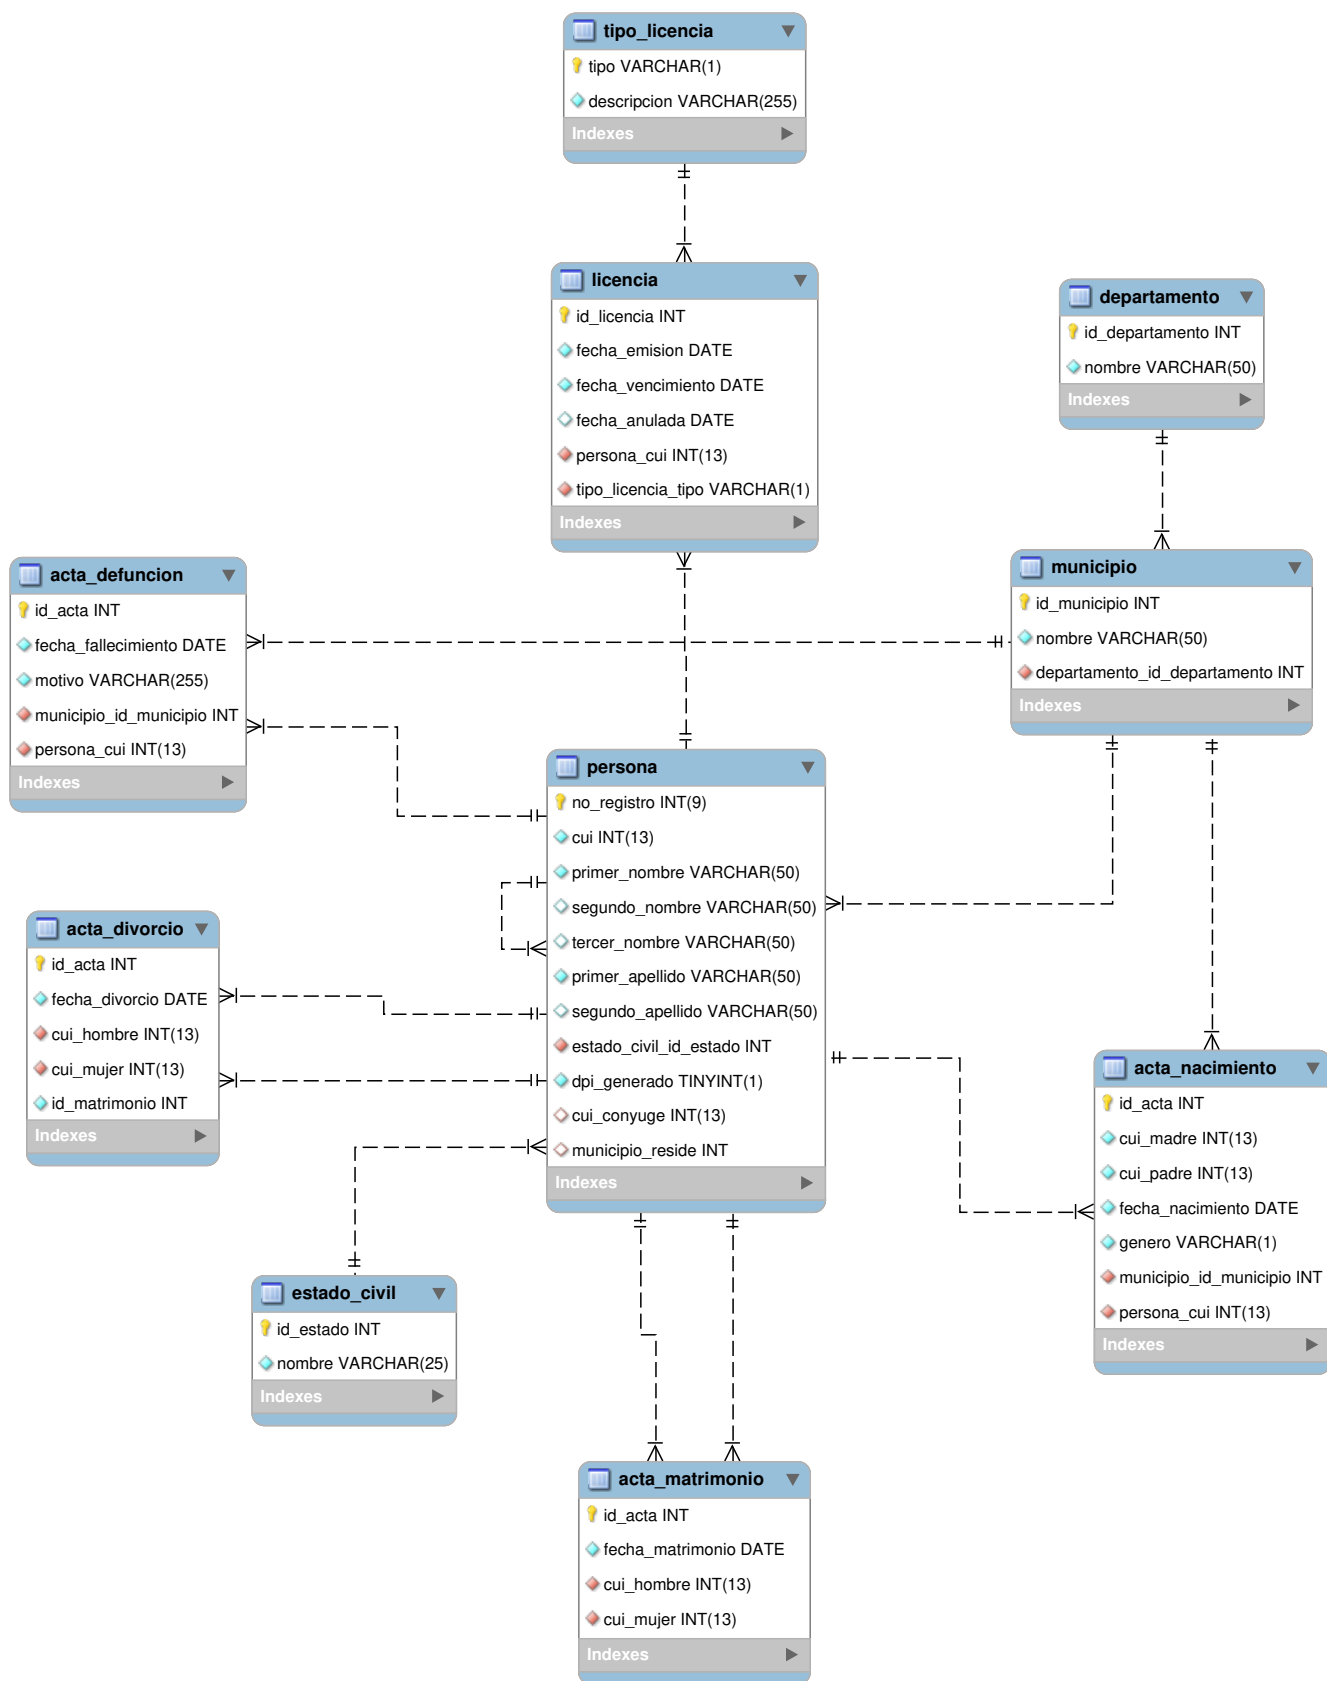 tipo_licencia
tipo VARCHAR(1)
descripcion VARCHAR(255)
Indexes
licencia
id_licencia INT
fecha_emision DATE
fecha_vencimiento DATE
fecha_anulada DATE
persona_cui INT(13)
tipo_licencia_tipo VARCHAR(1)
Indexes
departamento
id_departamento INT
nombre VARCHAR(50)
Indexes
acta_defuncion
id_acta INT
fecha_fallecimiento DATE
motivo VARCHAR(255)
municipio_id_municipio INT
persona_cui INT(13)
Indexes
municipio
id_municipio INT
nombre VARCHAR(50)
departamento_id_departamento INT
Indexes
persona
no_registro INT(9)
cui INT(13)
primer_nombre VARCHAR(50)
segundo_nombre VARCHAR(50)
tercer_nombre VARCHAR(50)
primer_apellido VARCHAR(50)
segundo_apellido VARCHAR(50)
estado_civil_id_estado INT
dpi_generado TINYINT(1)
cui_conyuge INT(13)
municipio_reside INT
Indexes
acta_divorcio
id_acta INT
fecha_divorcio DATE
cui_hombre INT(13)
cui_mujer INT(13)
id_matrimonio INT
Indexes
acta_nacimiento
id_acta INT
cui_madre INT(13)
cui_padre INT(13)
fecha_nacimiento DATE
genero VARCHAR(1)
municipio_id_municipio INT
persona_cui INT(13)
Indexes
estado_civil
id_estado INT
nombre VARCHAR(25)
Indexes
acta_matrimonio
id_acta INT
fecha_matrimonio DATE
cui_hombre INT(13)
cui_mujer INT(13)
Indexes